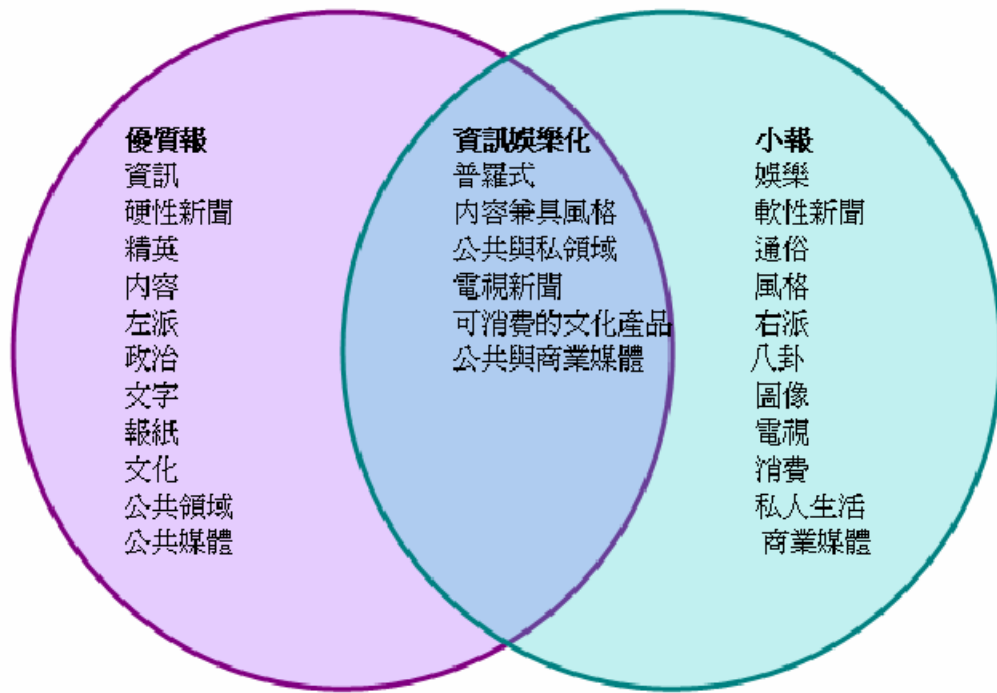 優質報
資訊
硬性新聞
精英
內容
左派
政治
文字
報紙
文化
公共領域
公共媒體
資訊娛樂化
普羅式
內容兼具風格
公共與私領域
電視新聞
可消費的文化產品
公共與商業媒體
小報
娛樂
軟性新聞
通俗
風格
右派
八卦
圖像
電視
消費
私人生活
商業媒體